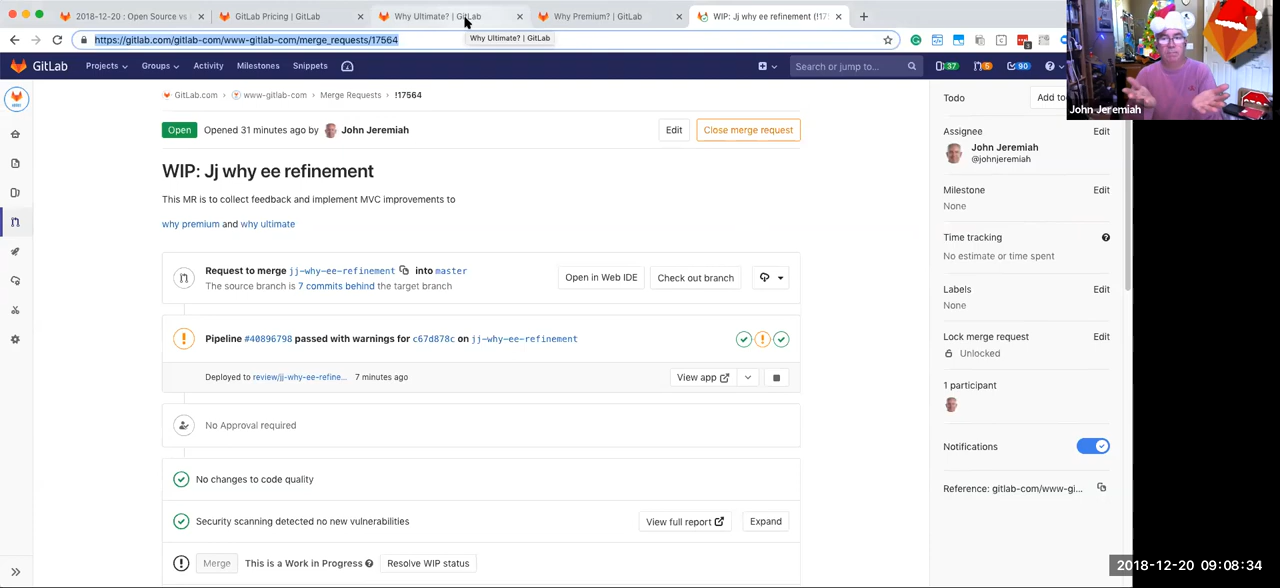 2018-12-20 : Open Source vs
GitLab Pricing | GitLab
Why Ultimate? | GitLab
Why Premium? | GitLab
WIP: Jj why ee refinement (!17
https://gitlab.com/gitlab-com/www-gitlab-com/merge_requests/17564
Why Ultimate? | GitLab
GitLab
Projects
Groups
Activity
Milestones
Snippets
Search or jump to...
37
5
90
John Jeremiah
GitLab.com > www-gitlab-com > Merge Requests > !17564
Open
Opened 31 minutes ago by John Jeremiah
Edit
Close merge request
WIP: Jj why ee refinement
This MR is to collect feedback and implement MVC improvements to
why premium and why ultimate
Request to merge jj-why-ee-refinement into master
The source branch is 7 commits behind the target branch
Open in Web IDE
Check out branch
Pipeline #40896798 passed with warnings for c67d878c on jj-why-ee-refinement
Deployed to review/jj-why-ee-refine... 7 minutes ago
View app
No Approval required
No changes to code quality
Security scanning detected no new vulnerabilities
View full report
Expand
Merge
This is a Work in Progress
Resolve WIP status
Todo
Add to
Assignee
Edit
John Jeremiah
@johnjeremiah
Milestone
Edit
None
Time tracking
No estimate or time spent
Labels
Edit
None
Lock merge request
Edit
Unlocked
1 participant
Notifications
Reference: gitlab-com/www-gi...
2018-12-20 09:08:34